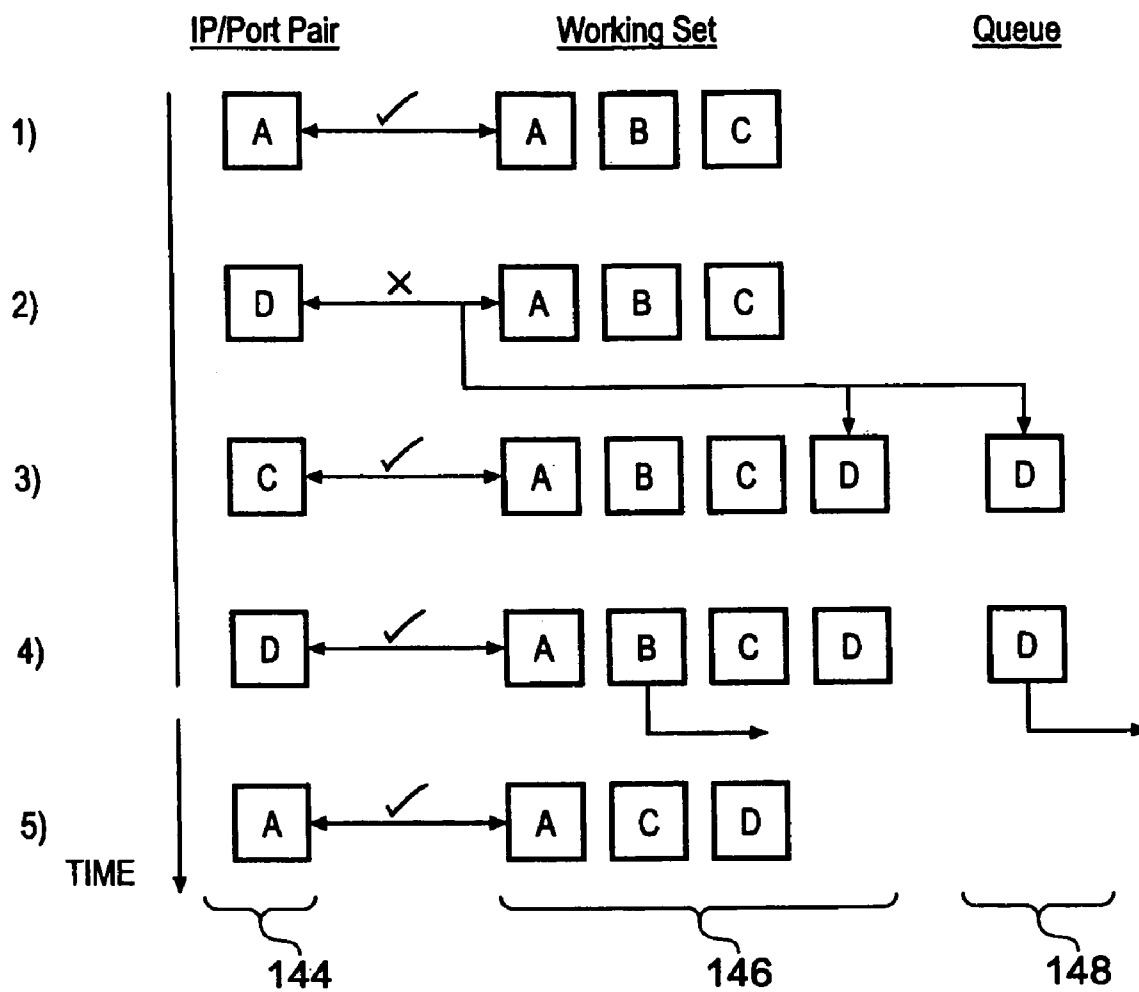 IP/Port Pair Working Set Queue
1) A A B C
2) D A B C
3) C A B C D D
4) D A B C D D
5) A A C D
TIME
144 146 148